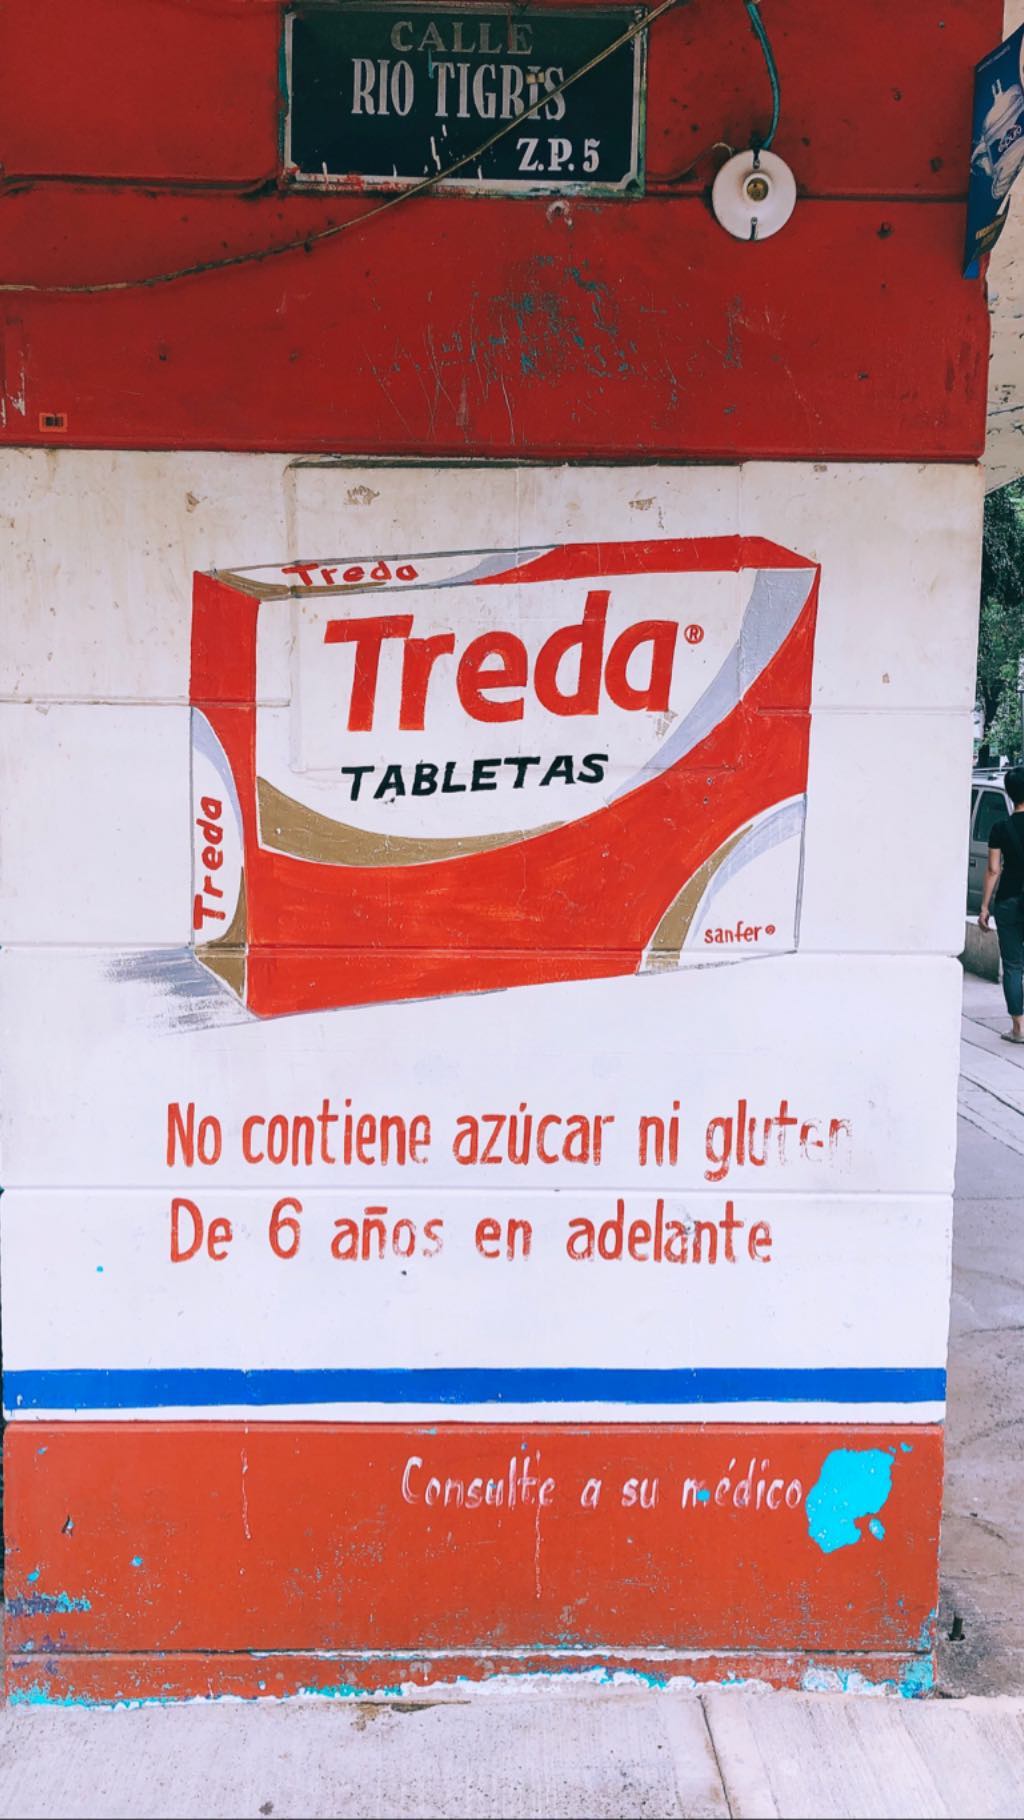 CALLE
RIO TIGRIS
Z.P. 5
Treda
Treda®
TABLETAS
Treda
sanfer®
No contiene azúcar ni gluten
De 6 años en adelante
Consulte a su médico